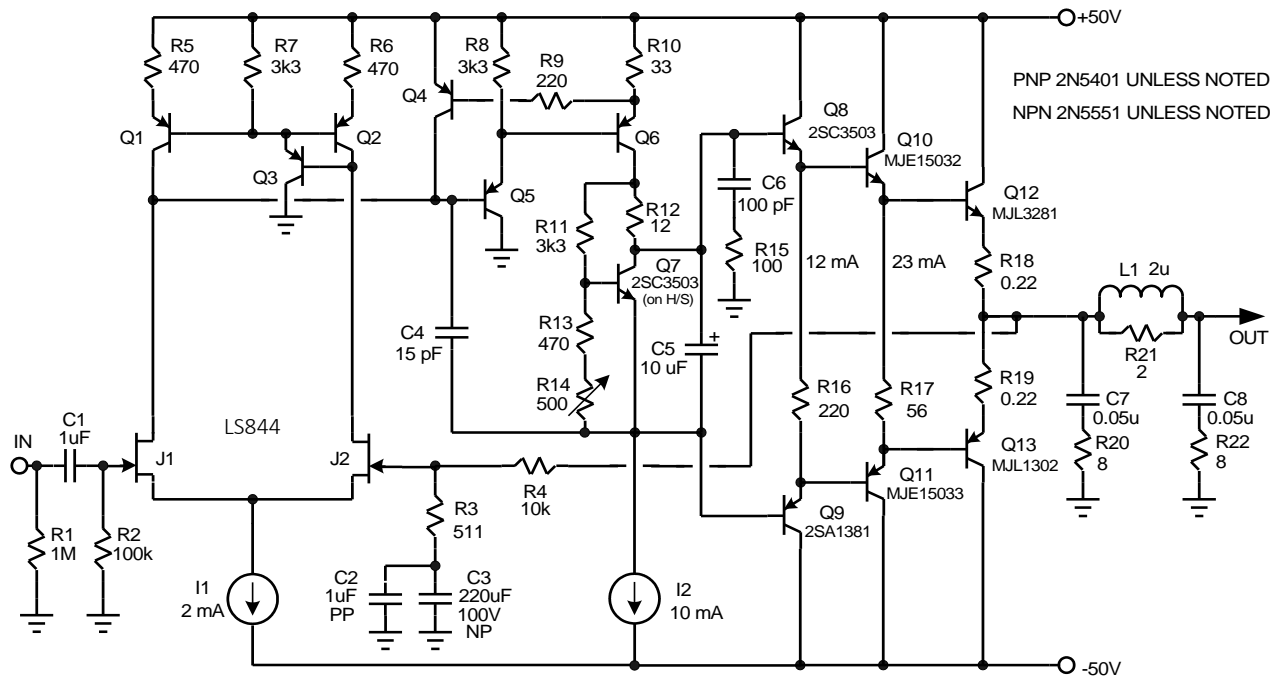 +50V
R5
470
R7
3k3
R6
470
R8
3k3
R9
220
R10
33
PNP 2N5401 UNLESS NOTED
NPN 2N5551 UNLESS NOTED
Q1
Q2
Q3
Q4
Q5
Q6
Q8
2SC3503
Q10
MJE15032
Q12
MJL3281
C6
100 pF
R11
3k3
R12
12
R15
100
12 mA
23 mA
R18
0.22
Q7
2SC3503
(on H/S)
L1 2u
C4
15 pF
R13
470
C5
10 uF
+
R14
500
R16
220
R17
56
R19
0.22
R21
2
OUT
C7
0.05u
C8
0.05u
R20
8
R22
8
IN
C1
1uF
LS844
J1
J2
R4
10k
R3
511
Q9
2SA1381
Q11
MJE15033
Q13
MJL1302
R1
1M
R2
100k
I1
2 mA
C2
1uF
PP
C3
220uF
100V
NP
I2
10 mA
-50V